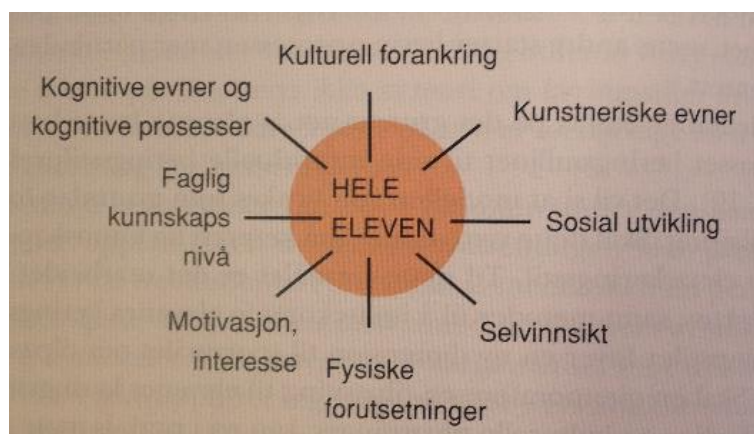 Kulturell forankring
Kognitive evner og
kognitive prosesser
Kunstneriske evner
HELE
ELEVEN
Faglig
kunnskaps
nivå
Sosial utvikling
Motivasjon,
interesse
Fysiske
forutsetninger
Selvinnsikt